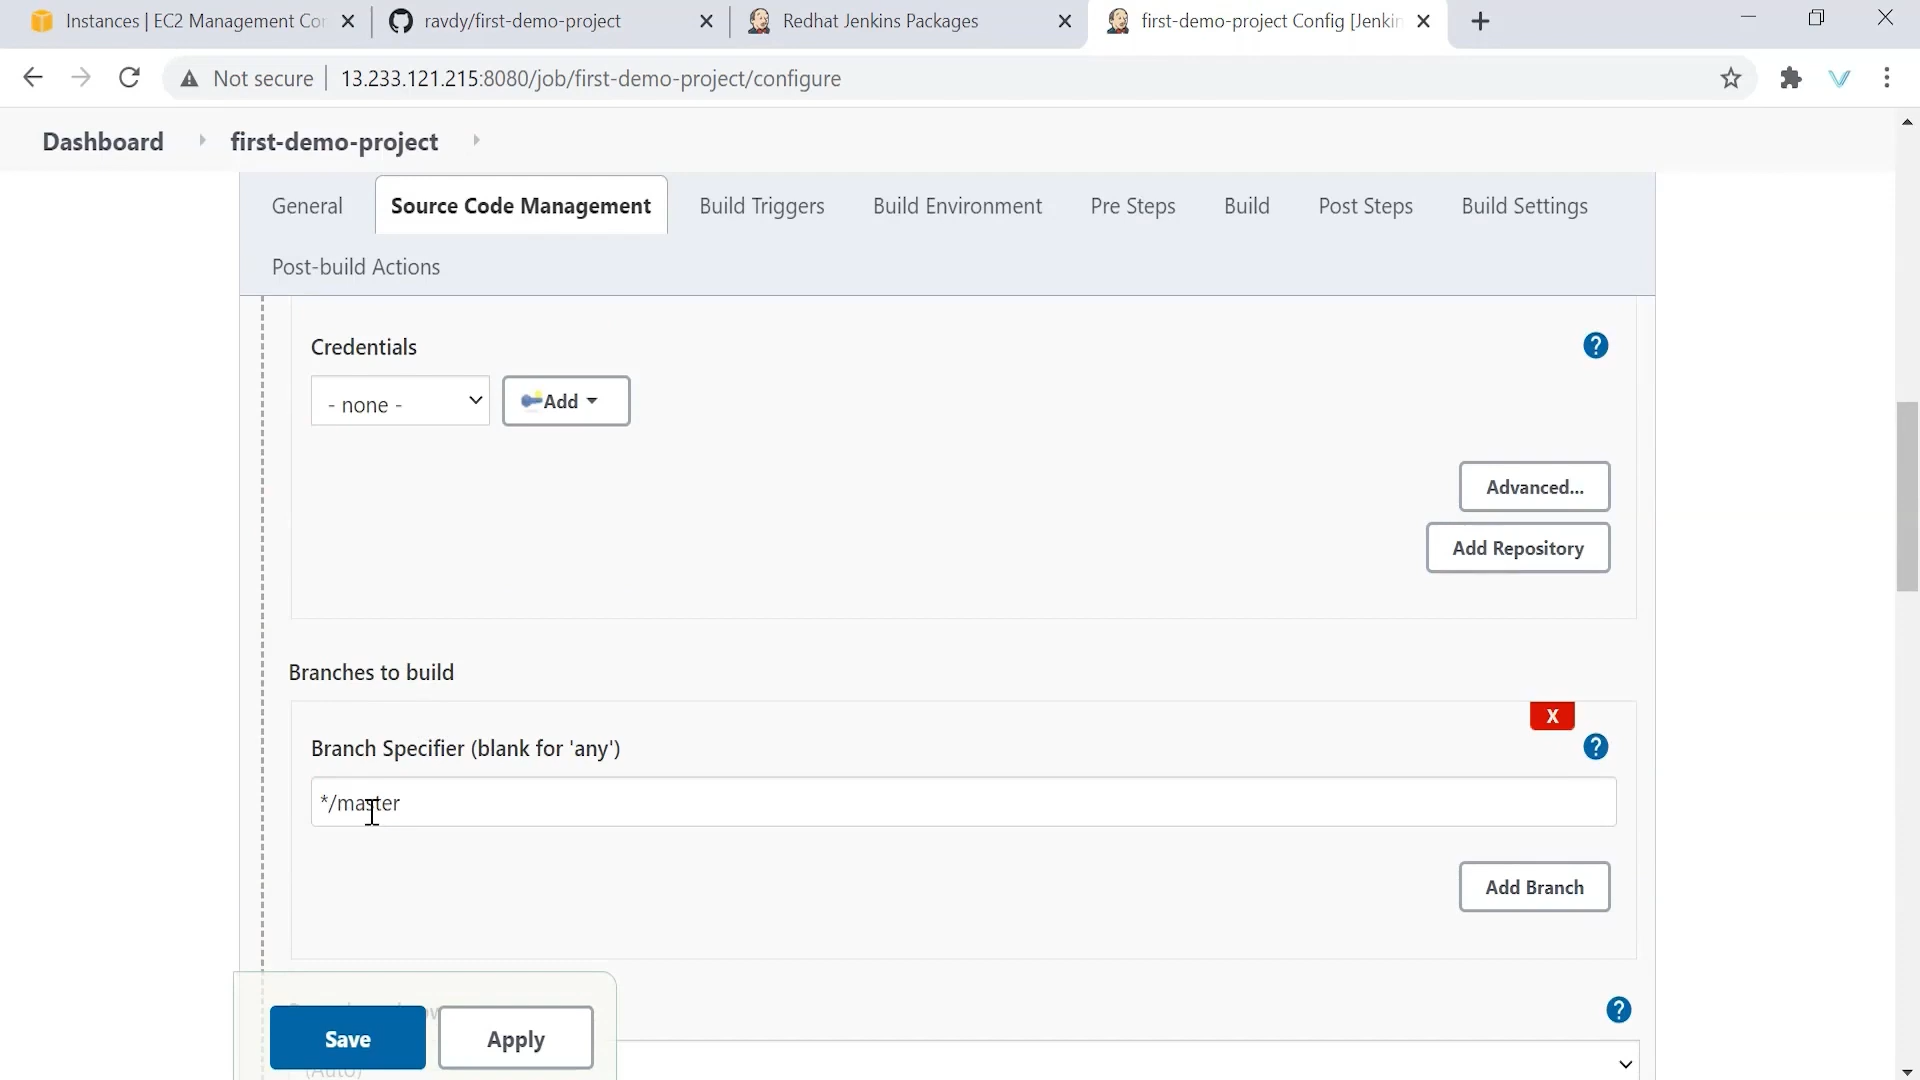 Instances | EC2 Management Con
ravdy/first-demo-project
Redhat Jenkins Packages
first-demo-project Config [Jenkin
Not secure
13.233.121.215:8080/job/first-demo-project/configure
Dashboard
first-demo-project
General
Source Code Management
Build Triggers
Build Environment
Pre Steps
Build
Post Steps
Build Settings
Post-build Actions
Credentials
?
- none -
Add
Advanced...
Add Repository
Branches to build
X
Branch Specifier (blank for 'any')
?
*/master
Add Branch
?
Save
Apply
(Auto)